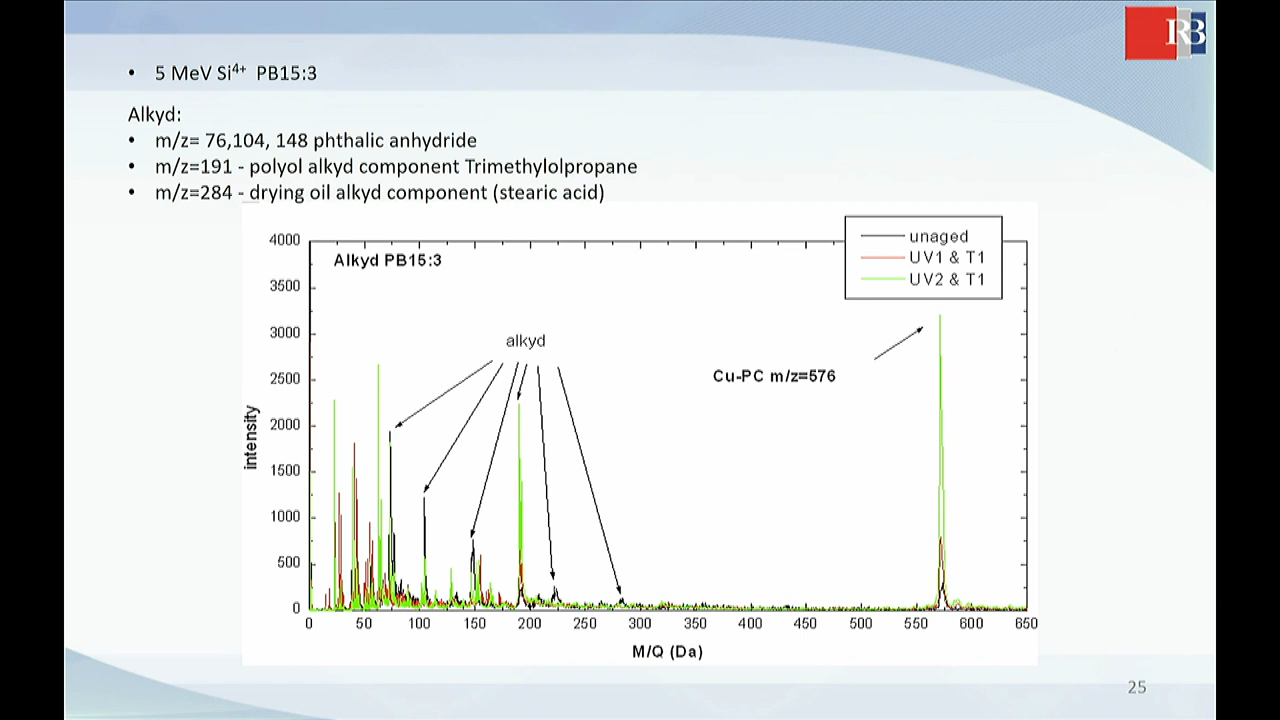 • 5 MeV Si⁴⁺ PB15:3
Alkyd:
• m/z= 76,104, 148 phthalic anhydride
• m/z=191 - polyol alkyd component Trimethylolpropane
• m/z=284 - drying oil alkyd component (stearic acid)
RB
unaged
UV1 & T1
UV2 & T1
Alkyd PB15:3
alkyd
Cu-PC m/z=576
intensity
4000
3500
3000
2500
2000
1500
1000
500
0
0 50 100 150 200 250 300 350 400 450 500 550 600 650
M/Q (Da)
25